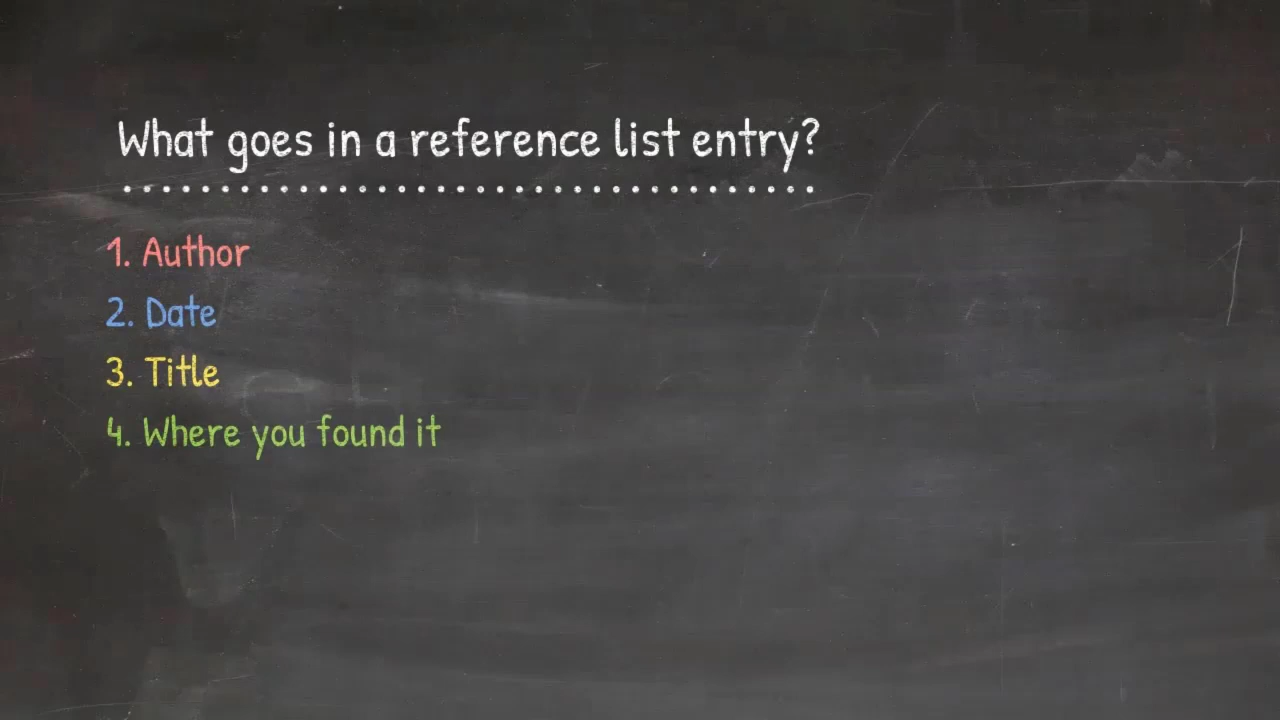 What goes in a reference list entry?
1. Author
2. Date
3. Title
4. Where you found it